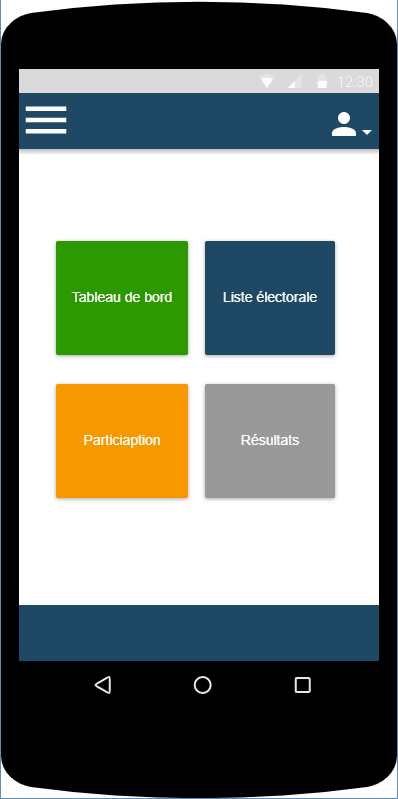 12:30
Tableau de bord
Liste électorale
Particiaption
Résultats